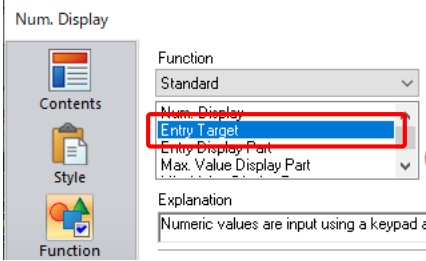 Num. Display
Function
Standard
Contents
Num. Display
Entry Target
Entry Display Part
Max. Value Display Part
Style
Explanation
Numeric values are input using a keypad a
Function